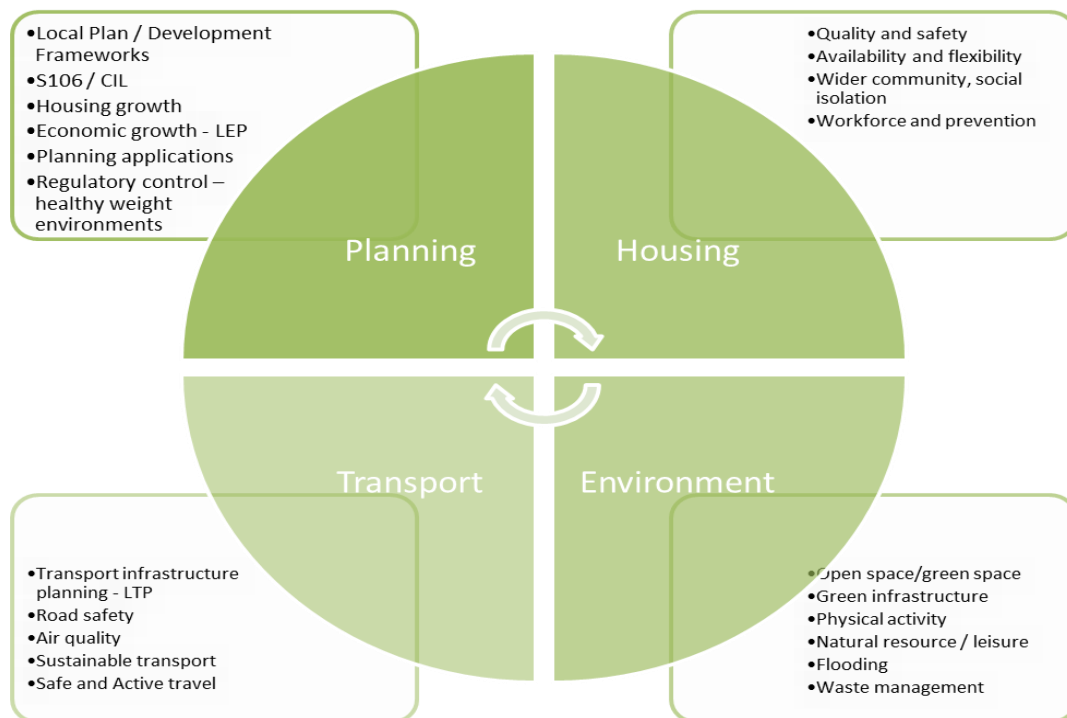 •Local Plan / Development
Frameworks
•S106 / CIL
•Housing growth
•Economic growth - LEP
•Planning applications
•Regulatory control –
healthy weight
environments
•Quality and safety
•Availability and flexibility
•Wider community, social
isolation
•Workforce and prevention
Planning
Housing
Transport
Environment
•Transport infrastructure
planning - LTP
•Road safety
•Air quality
•Sustainable transport
•Safe and Active travel
•Open space/green space
•Green infrastructure
•Physical activity
•Natural resource / leisure
•Flooding
•Waste management